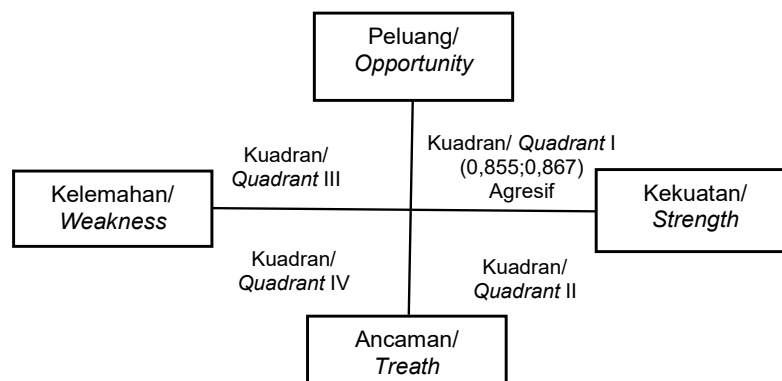 Peluang/
Opportunity
Kuadran/
Quadrant III
Kuadran/ Quadrant I
(0,855;0,867)
Agresif
Kelemahan/
Weakness
Kekuatan/
Strength
Kuadran/
Quadrant IV
Kuadran/
Quadrant II
Ancaman/
Treath